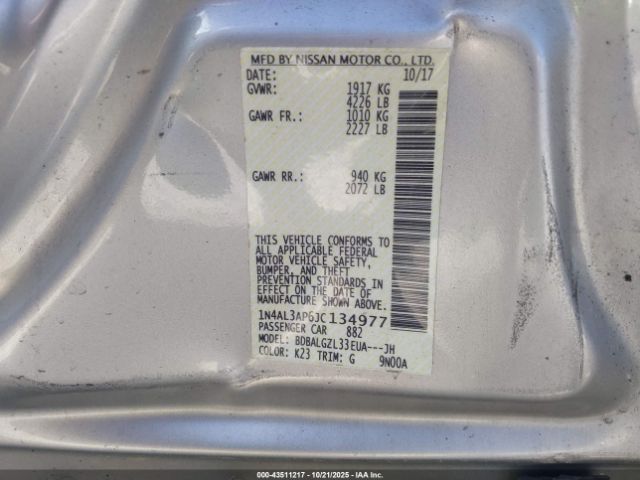 MFD BY NISSAN MOTOR CO., LTD.
DATE: 10/17
GVWR: 1917 KG
4226 LB
GAWR FR.: 1010 KG
2227 LB
GAWR RR.: 940 KG
2072 LB
THIS VEHICLE CONFORMS TO
ALL APPLICABLE FEDERAL
MOTOR VEHICLE SAFETY,
BUMPER, AND THEFT
PREVENTION STANDARDS
IN EFFECT ON THE DATE OF
MANUFACTURE SHOWN ABOVE.
1N4AL3AP6JC134977
PASSENGER CAR 882
MODEL: BDBALGZL33EUA---JH
COLOR: K23 TRIM: G 9N00A
000-43511217 - 10/21/2025 - IAAI.COM